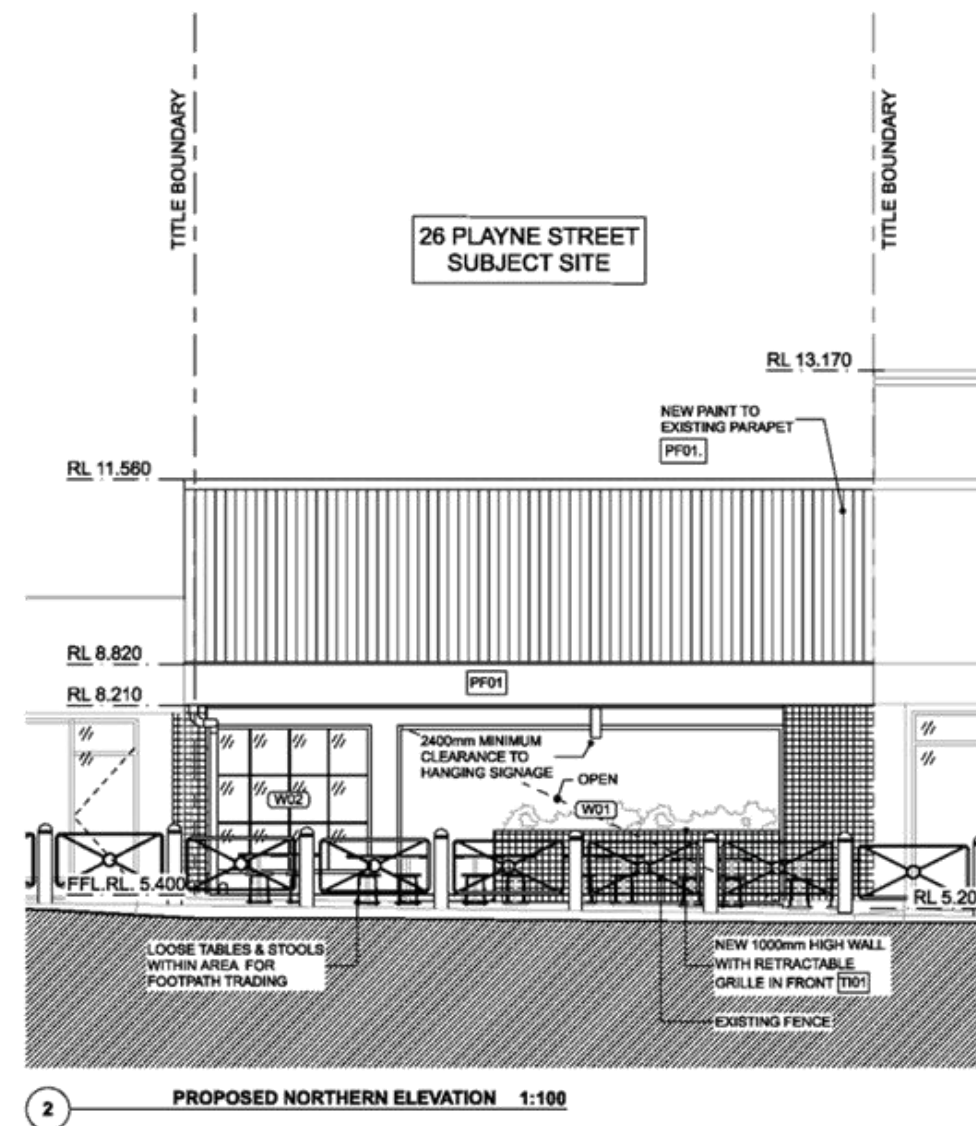 TITLE BOUNDARY
TITLE BOUNDARY
26 PLAYNE STREET
SUBJECT SITE
RL 13.170
NEW PAINT TO
EXISTING PARAPET
PF01.
RL 11.560
RL 8.820
PF01
RL 8.210
2400mm MINIMUM
CLEARANCE TO
HANGING SIGNAGE
OPEN
W02
W01
FFL.RL. 5.400
RL 5.20
LOOSE TABLES & STOOLS
WITHIN AREA FOR
FOOTPATH TRADING
NEW 1000mm HIGH WALL
WITH RETRACTABLE
GRILLE IN FRONT TI01
EXISTING FENCE
2 PROPOSED NORTHERN ELEVATION 1:100